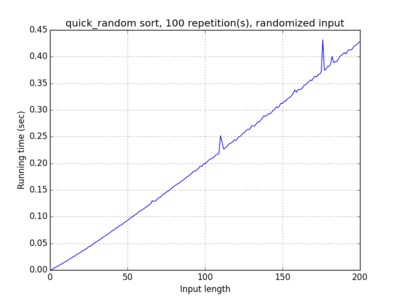 quick_random sort, 100 repetition(s), randomized input
0.45
0.40
0.35
0.30
0.25
0.20
0.15
0.10
0.05
0.00
Running time (sec)
0 50 100 150 200
Input length